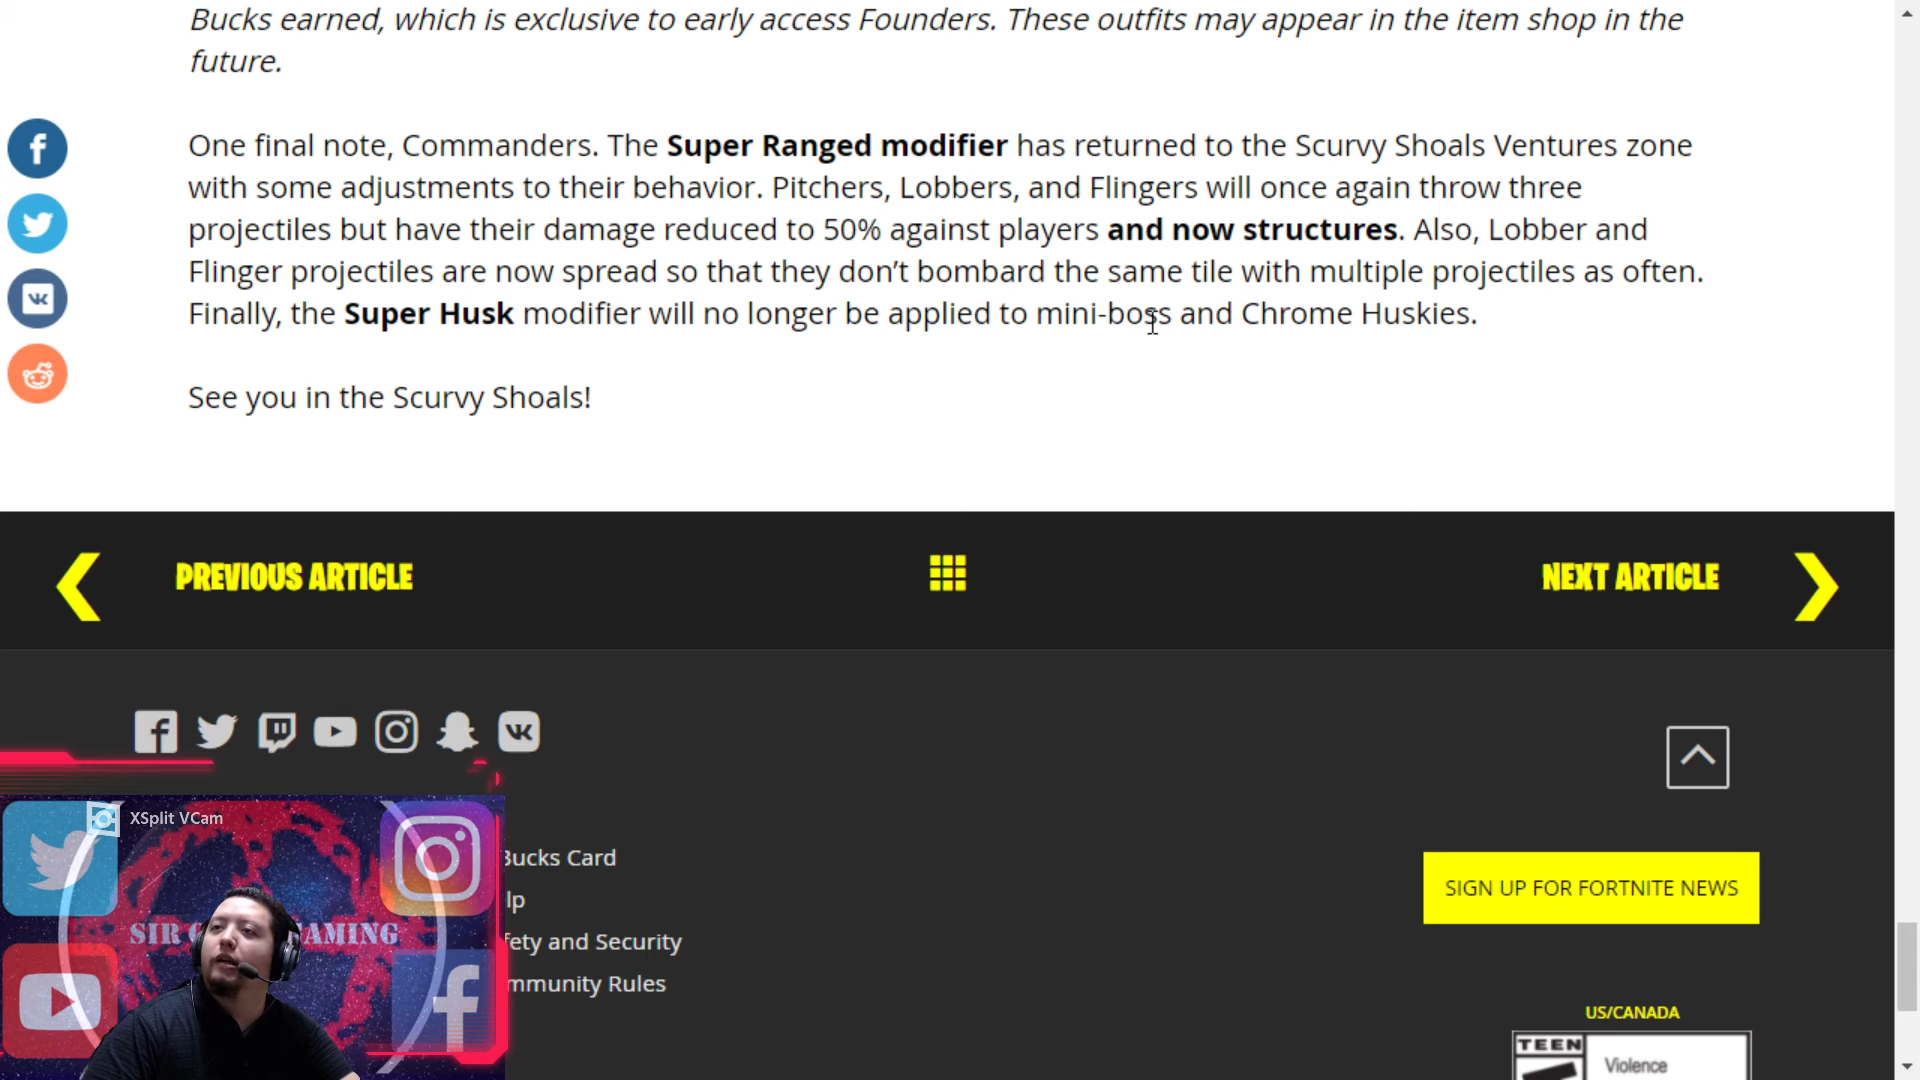 Bucks earned, which is exclusive to early access Founders. These outfits may appear in the item shop in the
future.
One final note, Commanders. The Super Ranged modifier has returned to the Scurvy Shoals Ventures zone
with some adjustments to their behavior. Pitchers, Lobbers, and Flingers will once again throw three
projectiles but have their damage reduced to 50% against players and now structures. Also, Lobber and
Flinger projectiles are now spread so that they don’t bombard the same tile with multiple projectiles as often.
Finally, the Super Husk modifier will no longer be applied to mini-boss and Chrome Huskies.
See you in the Scurvy Shoals!
PREVIOUS ARTICLE
NEXT ARTICLE
XSplit VCam
SIR
Bucks Card
SIGN UP FOR FORTNITE NEWS
and Security
Rules
US/CANADA
TEEN
Violence